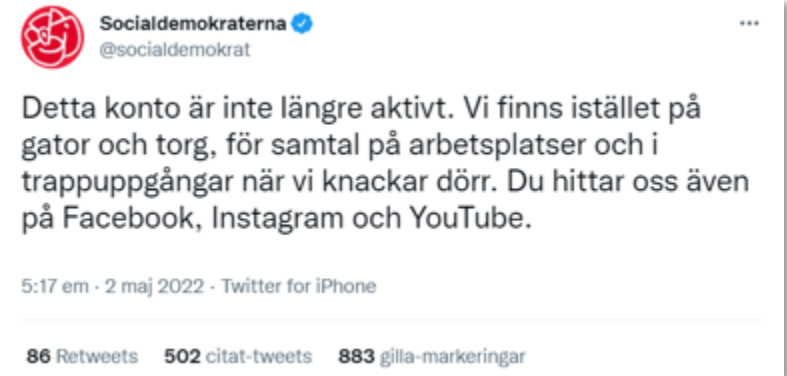 Socialdemokraterna
@socialdemokrat
Detta konto är inte längre aktivt. Vi finns istället på
gator och torg, för samtal på arbetsplatser och i
trappuppgångar när vi knackar dörr. Du hittar oss även
på Facebook, Instagram och YouTube.
5:17 em · 2 maj 2022 · Twitter for iPhone
86 Retweets 502 citat-tweets 883 gilla-markeringar